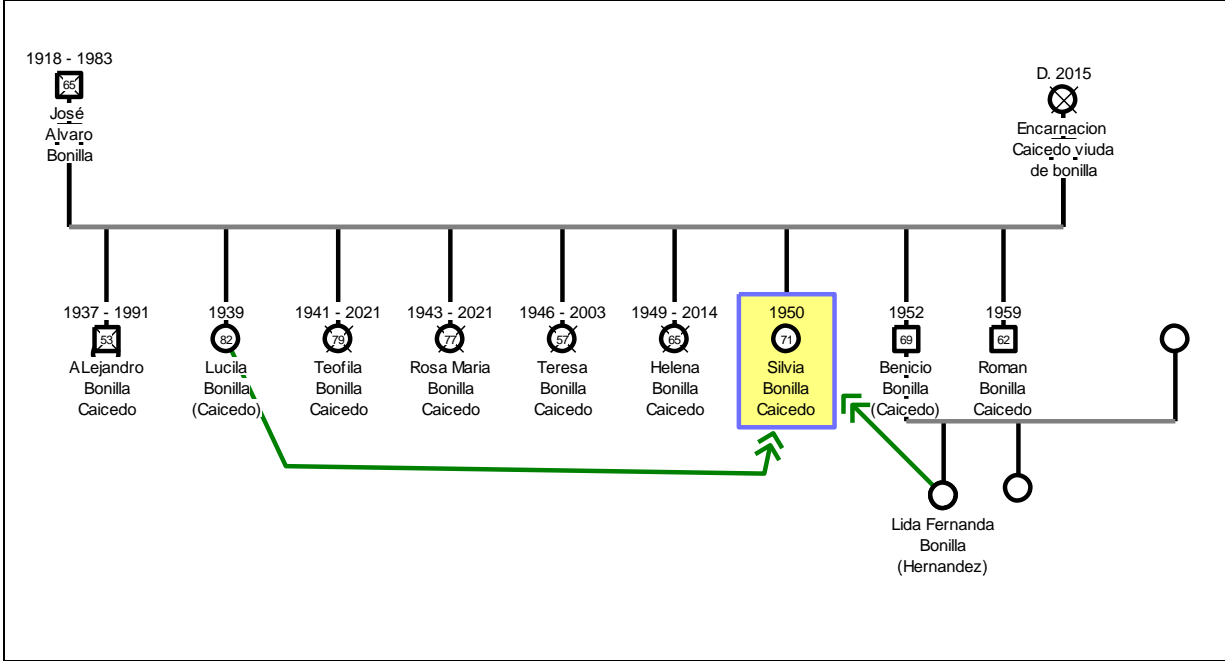 1918 - 1983
65
José
Alvaro
Bonilla
D. 2015
Encarnacion
Caicedo viuda
de bonilla
1937 - 1991
53
ALejandro
Bonilla
Caicedo
1939
82
Lucila
Bonilla
(Caicedo)
1941 - 2021
79
Teofila
Bonilla
Caicedo
1943 - 2021
77
Rosa Maria
Bonilla
Caicedo
1946 - 2003
57
Teresa
Bonilla
Caicedo
1949 - 2014
65
Helena
Bonilla
Caicedo
1950
71
Silvia
Bonilla
Caicedo
1952
69
Benicio
Bonilla
(Caicedo)
1959
62
Roman
Bonilla
Caicedo
Lida Fernanda
Bonilla
(Hernandez)